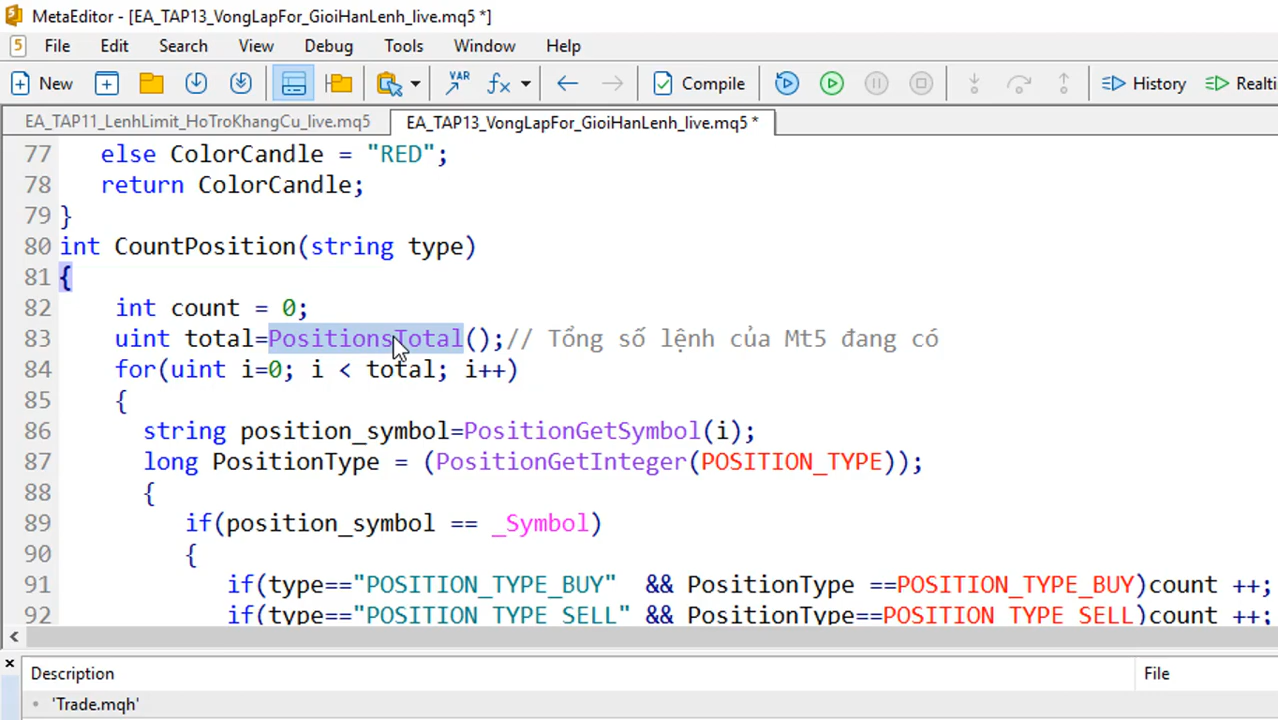 MetaEditor - [EA_TAP13_VongLapFor_GioiHanLenh_live.mq5 *]
5 File Edit Search View Debug Tools Window Help
New VAR fx Compile History Realti
EA_TAP11_LenhLimit_HoTroKhangCu_live.mq5 EA_TAP13_VongLapFor_GioiHanLenh_live.mq5 *
77 else ColorCandle = "RED";
78 return ColorCandle;
79 }
80 int CountPosition(string type)
81 {
82 int count = 0;
83 uint total=PositionsTotal();// Tổng số lệnh của Mt5 đang có
84 for(uint i=0; i < total; i++)
85 {
86 string position_symbol=PositionGetSymbol(i);
87 long PositionType = (PositionGetInteger(POSITION_TYPE));
88 {
89 if(position_symbol == _Symbol)
90 {
91 if(type=="POSITION_TYPE_BUY" && PositionType ==POSITION_TYPE_BUY)count ++;
92 if(type=="POSITION_TYPE_SELL" && PositionType==POSITION_TYPE_SELL)count ++;
Description File
'Trade.mqh'